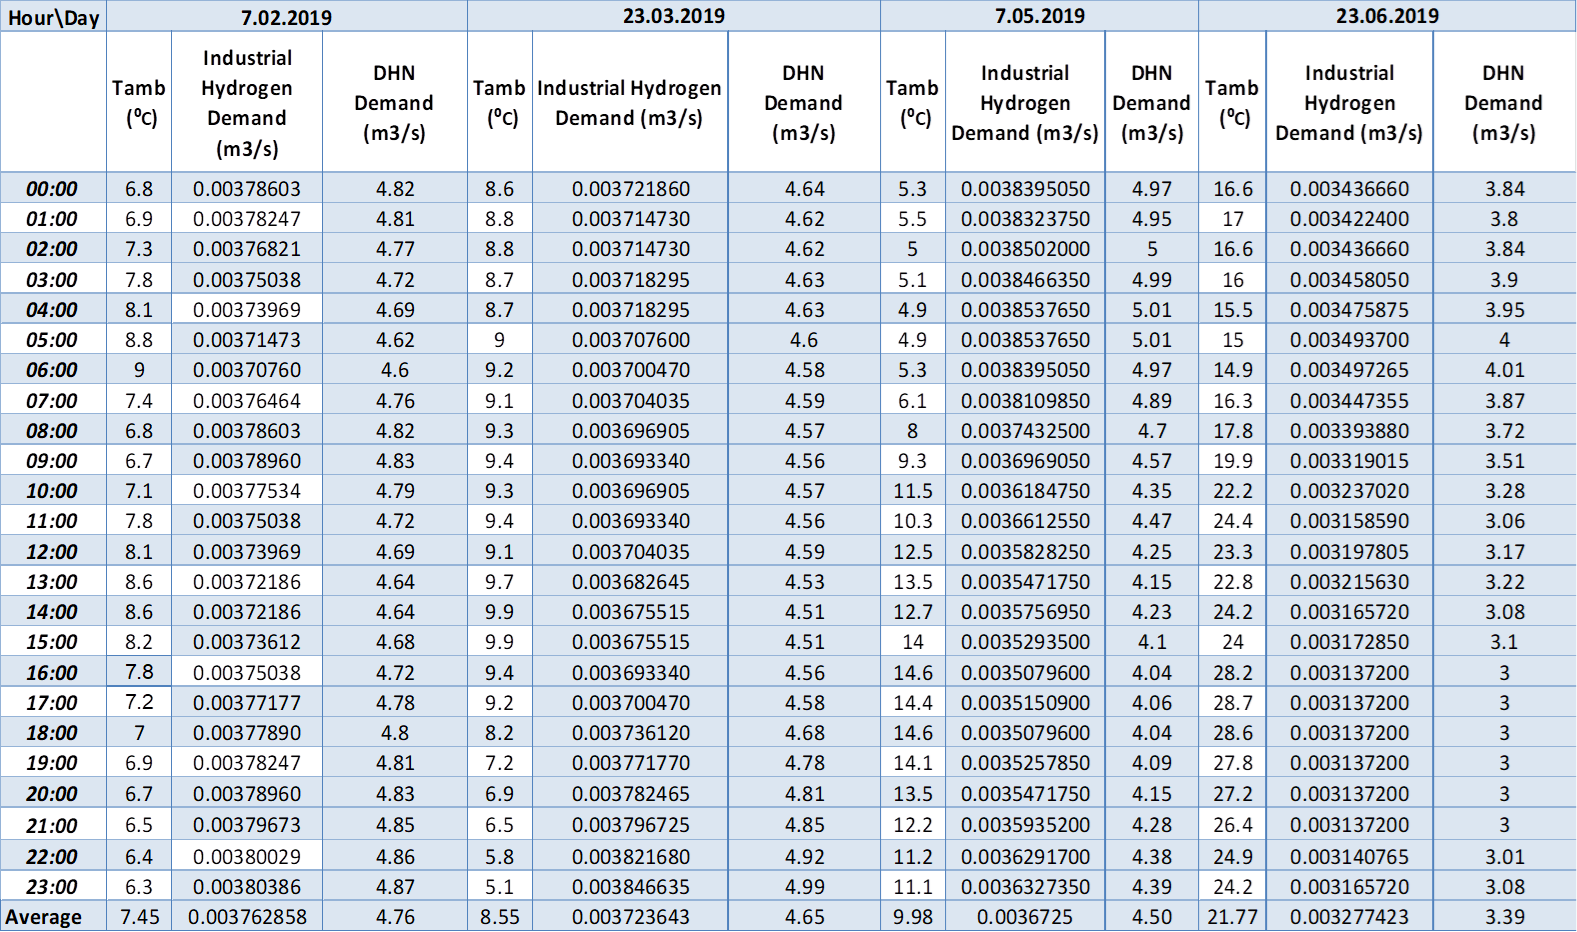 Hour\Day 7.02.2019 23.03.2019 7.05.2019 23.06.2019
Tamb (⁰C) Industrial Hydrogen Demand (m3/s) DHN Demand (m3/s) Tamb (⁰C) Industrial Hydrogen Demand (m3/s) DHN Demand (m3/s) Tamb (⁰C) Industrial Hydrogen Demand (m3/s) DHN Demand (m3/s) Tamb (⁰C) Industrial Hydrogen Demand (m3/s) DHN Demand (m3/s)
00:00 6.8 0.00378603 4.82 8.6 0.003721860 4.64 5.3 0.0038395050 4.97 16.6 0.003436660 3.84
01:00 6.9 0.00378247 4.81 8.8 0.003714730 4.62 5.5 0.0038323750 4.95 17 0.003422400 3.8
02:00 7.3 0.00376821 4.77 8.8 0.003714730 4.62 5 0.0038502000 5 16.6 0.003436660 3.84
03:00 7.8 0.00375038 4.72 8.7 0.003718295 4.63 5.1 0.0038466350 4.99 16 0.003458050 3.9
04:00 8.1 0.00373969 4.69 8.7 0.003718295 4.63 4.9 0.0038537650 5.01 15.5 0.003475875 3.95
05:00 8.8 0.00371473 4.62 9 0.003707600 4.6 4.9 0.0038537650 5.01 15 0.003493700 4
06:00 9 0.00370760 4.6 9.2 0.003700470 4.58 5.3 0.0038395050 4.97 14.9 0.003497265 4.01
07:00 7.4 0.00376464 4.76 9.1 0.003704035 4.59 6.1 0.0038109850 4.89 16.3 0.003447355 3.87
08:00 6.8 0.00378603 4.82 9.3 0.003696905 4.57 8 0.0037432500 4.7 17.8 0.003393880 3.72
09:00 6.7 0.00378960 4.83 9.4 0.003693340 4.56 9.3 0.0036969050 4.57 19.9 0.003319015 3.51
10:00 7.1 0.00377534 4.79 9.3 0.003696905 4.57 11.5 0.0036184750 4.35 22.2 0.003237020 3.28
11:00 7.8 0.00375038 4.72 9.4 0.003693340 4.56 10.3 0.0036612550 4.47 24.4 0.003158590 3.06
12:00 8.1 0.00373969 4.69 9.1 0.003704035 4.59 12.5 0.0035828250 4.25 23.3 0.003197805 3.17
13:00 8.6 0.00372186 4.64 9.7 0.003682645 4.53 13.5 0.0035471750 4.15 22.8 0.003215630 3.22
14:00 8.6 0.00372186 4.64 9.9 0.003675515 4.51 12.7 0.0035756950 4.23 24.2 0.003165720 3.08
15:00 8.2 0.00373612 4.68 9.9 0.003675515 4.51 14 0.0035293500 4.1 24 0.003172850 3.1
16:00 7.8 0.00375038 4.72 9.4 0.003693340 4.56 14.6 0.0035079600 4.04 28.2 0.003137200 3
17:00 7.2 0.00377177 4.78 9.2 0.003700470 4.58 14.4 0.0035150900 4.06 28.7 0.003137200 3
18:00 7 0.00377890 4.8 8.2 0.003736120 4.68 14.6 0.0035079600 4.04 28.6 0.003137200 3
19:00 6.9 0.00378247 4.81 7.2 0.003771770 4.78 14.1 0.0035257850 4.09 27.8 0.003137200 3
20:00 6.7 0.00378960 4.83 6.9 0.003782465 4.81 13.5 0.0035471750 4.15 27.2 0.003137200 3
21:00 6.5 0.00379673 4.85 6.5 0.003796725 4.85 12.2 0.0035935200 4.28 26.4 0.003137200 3
22:00 6.4 0.00380029 4.86 5.8 0.003821680 4.92 11.2 0.0036291700 4.38 24.9 0.003140765 3.01
23:00 6.3 0.00380386 4.87 5.1 0.003846635 4.99 11.1 0.0036327350 4.39 24.2 0.003165720 3.08
Average 7.45 0.003762858 4.76 8.55 0.003723643 4.65 9.98 0.0036725 4.50 21.77 0.003277423 3.39